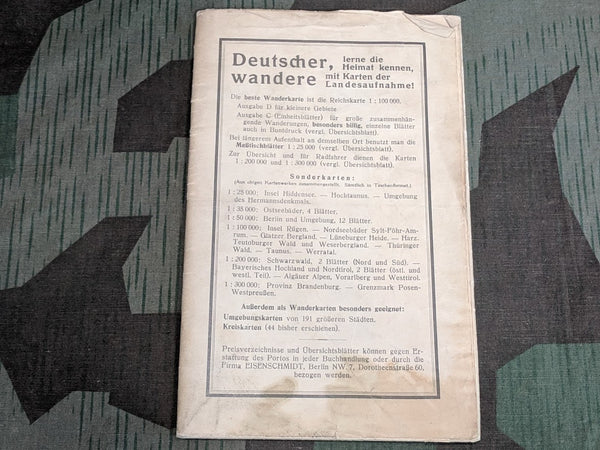 Deutscher, lerne die
Heimat kennen,
wandere mit Karten der
Landesaufnahme!
Die beste Wanderkarte ist die Reichskarte 1 : 100 000.
Ausgabe D für kleinere Gebiete
Ausgabe C (Einheitsblätter) für große zusammenhän-
gende Wanderungen, besonders billig, einzelne Blätter
auch in Buntdruck (vergl. Übersichtsblatt).
Bei längerem Aufenthalt an demselben Ort benutzt man die
Meßtischblätter 1 : 25 000 (vergl. Übersichtsblatt).
Zur Übersicht und für Radfahrer dienen die Karten
1 : 200 000 und 1 : 300 000 (vergl. Übersichtsblatt).
Sonderkarten:
(Aus obigen Kartenwerken zusammengestellt. Sämtlich in Taschenformat.)
1 : 25 000: Insel Hiddensee. — Hochtaunus. — Umgebung
des Hermannsdenkmals.
1 : 35 000: Ostseebäder, 4 Blätter.
1 : 50 000: Berlin und Umgebung, 12 Blätter.
1 : 100 000: Insel Rügen. — Nordseebäder Sylt-Föhr-Am-
rum. — Glatzer Bergland. — Lüneburger Heide. — Harz.
Teutoburger Wald und Weserbergland. — Thüringer
Wald. — Taunus. — Werratal.
1 : 200 000: Schwarzwald, 2 Blätter (Nord und Süd). —
Bayerisches Hochland und Nordtirol, 2 Blätter (östl. und
westl. Teil). — Algäuer Alpen, Vorarlberg und Westtirol.
1 : 300 000: Provinz Brandenburg. — Grenzmark Posen-
Westpreußen.
Außerdem als Wanderkarten besonders geeignet:
Umgebungskarten von 191 größeren Städten.
Kreiskarten (44 bisher erschienen).
Preisverzeichnisse und Übersichtsblätter können gegen Er-
stattung des Portos in jeder Buchhandlung oder durch die
Firma EISENSCHMIDT, Berlin NW. 7, Dorotheenstraße 60,
bezogen werden.